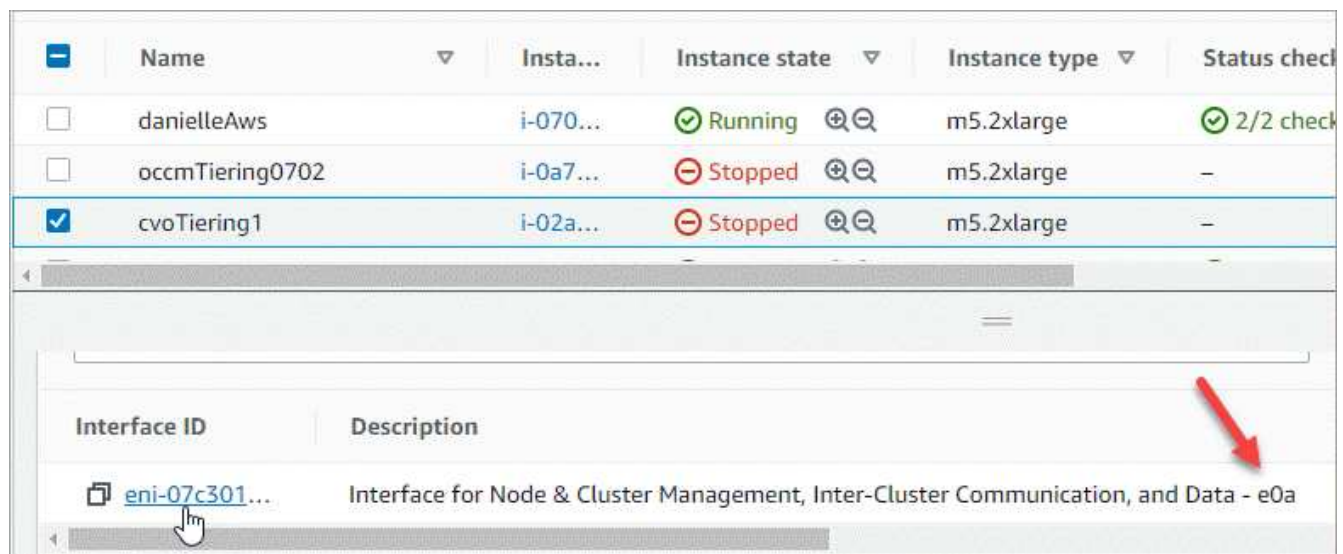 Name Insta... Instance state Instance type Status check
danielleAws i-070... Running m5.2xlarge 2/2 check
occmTiering0702 i-0a7... Stopped m5.2xlarge –
cvoTiering1 i-02a... Stopped m5.2xlarge –
Interface ID Description
eni-07c301... Interface for Node & Cluster Management, Inter-Cluster Communication, and Data - e0a